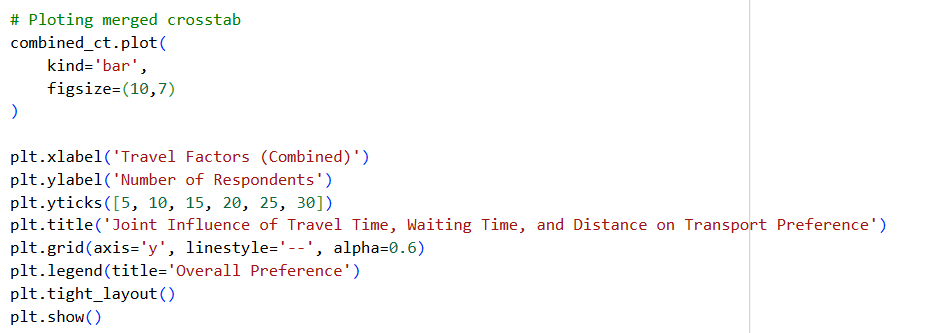 # Ploting merged crosstab
combined_ct.plot(
    kind='bar',
    figsize=(10,7)
)
plt.xlabel('Travel Factors (Combined)')
plt.ylabel('Number of Respondents')
plt.yticks([5, 10, 15, 20, 25, 30])
plt.title('Joint Influence of Travel Time, Waiting Time, and Distance on Transport Preference')
plt.grid(axis='y', linestyle='--', alpha=0.6)
plt.legend(title='Overall Preference')
plt.tight_layout()
plt.show()